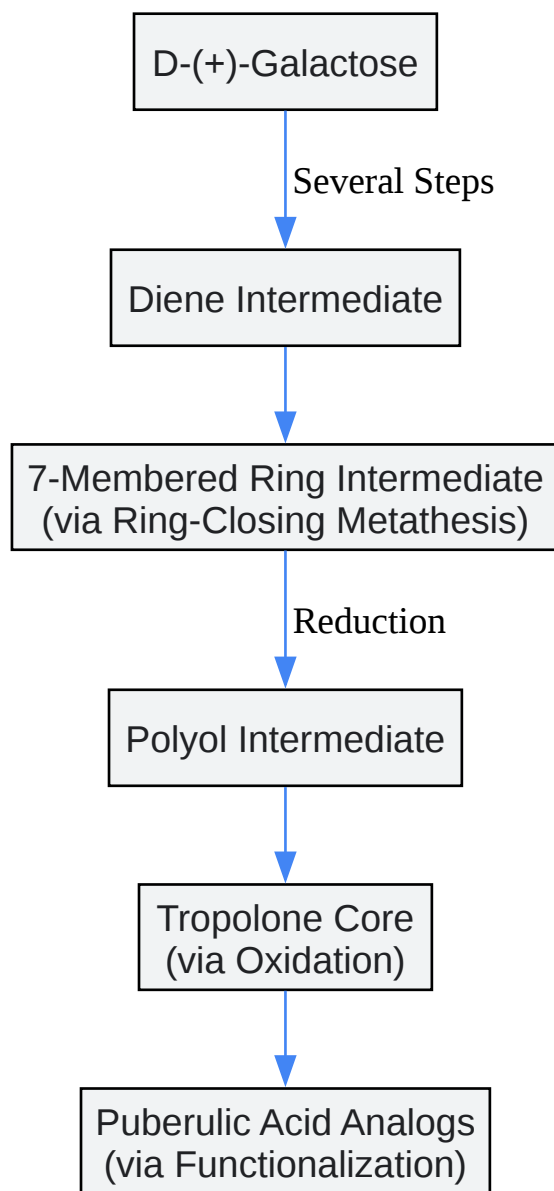 D-(+)-Galactose
Several Steps
Diene Intermediate
7-Membered Ring Intermediate
(via Ring-Closing Metathesis)
Reduction
Polyol Intermediate
Tropolone Core
(via Oxidation)
Puberulic Acid Analogs
(via Functionalization)